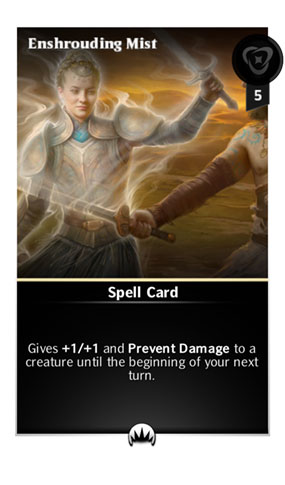 Enshrouding Mist
5
Spell Card
Gives +1/+1 and Prevent Damage to a
creature until the beginning of your next
turn.